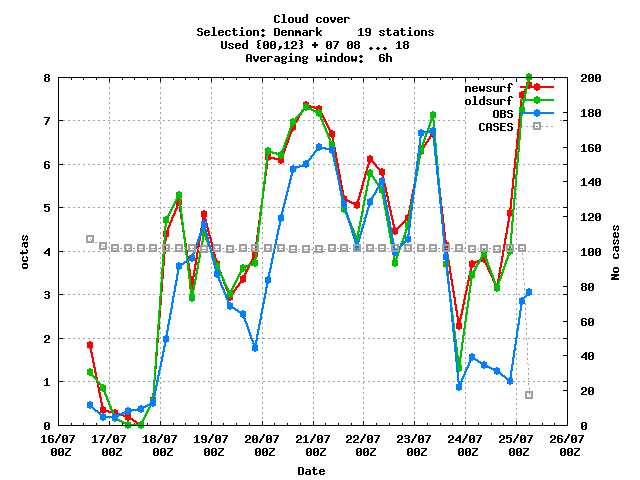 Cloud cover
Selection: Denmark 19 stations
Used {00,12} + 07 08 ... 18
Averaging window: 6h
8 200
newsurf
oldsurf
OBS
CASES
7 180
6 160
5 140
4 120
3 100
2 80
1 60
0 40
20
0
octas
No cases
16/07 17/07 18/07 19/07 20/07 21/07 22/07 23/07 24/07 25/07 26/07
00Z 00Z 00Z 00Z 00Z 00Z 00Z 00Z 00Z 00Z 00Z
Date